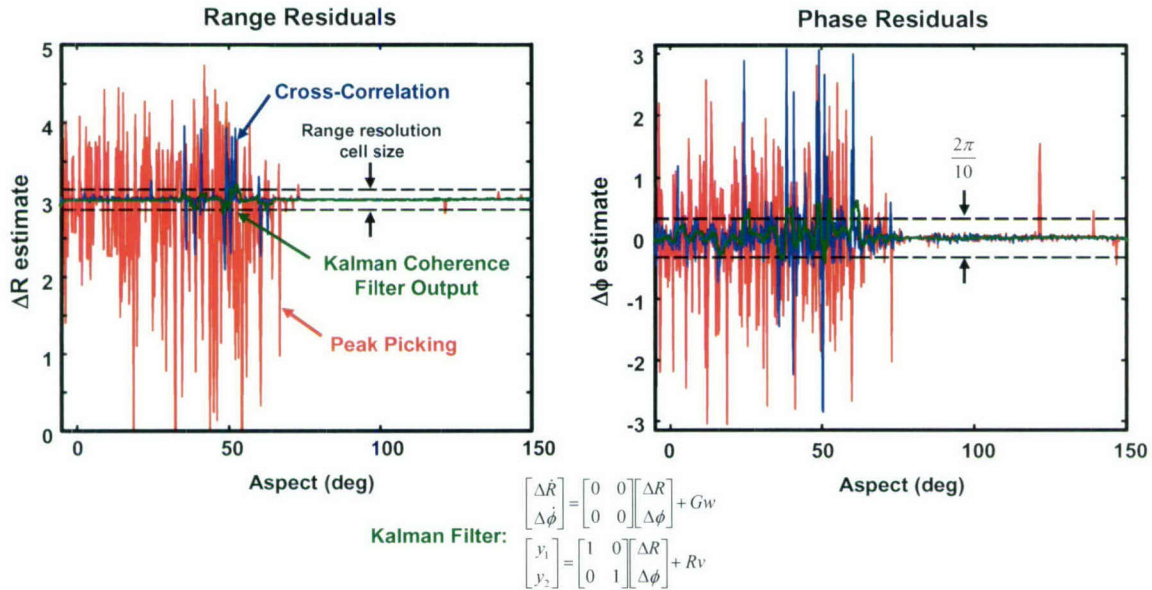 Range Residuals
5
4
3
2
1
0
ΔR estimate
0
50
100
150
Aspect (deg)
Cross-Correlation
Range resolution
cell size
Kalman Coherence
Filter Output
Peak Picking
Phase Residuals
3
2
1
0
-1
-2
-3
Δϕ estimate
0
50
100
150
Aspect (deg)
2π
10
Kalman Filter:
[ΔṘ Δϕ̇] = [0 0 0 0][ΔR Δϕ] + Gw
[y₁ y₂] = [1 0 0 1][ΔR Δϕ] + Rv